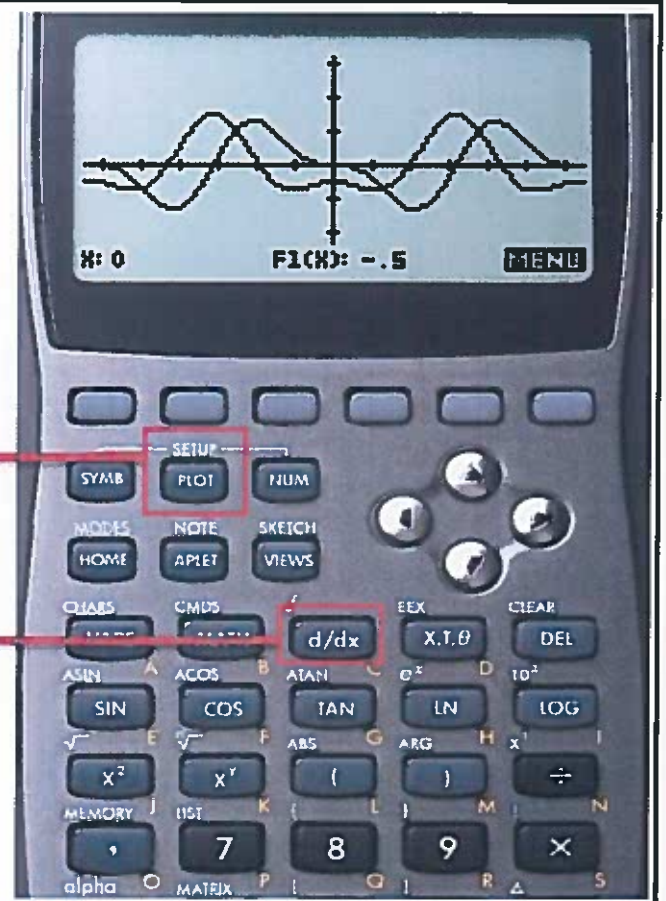 X: 0 F1(X): -.5 MENU
SETUP
SYMB PLOT NUM
MODES NOTE SKETCH
HOME APLET VIEWS
CHARS CMDS ∫ EEX CLEAR
d/dx X,T,θ DEL
A B C D
ASIN ACOS ATAN eˣ 10ˣ
SIN COS TAN LN LOG
E F G H I
ABS ARG
X² Xʸ ( ) ÷
J K L M N
MEMORY LIST { }
, 7 8 9 ×
alpha O MATRIX P [ Q ] R S